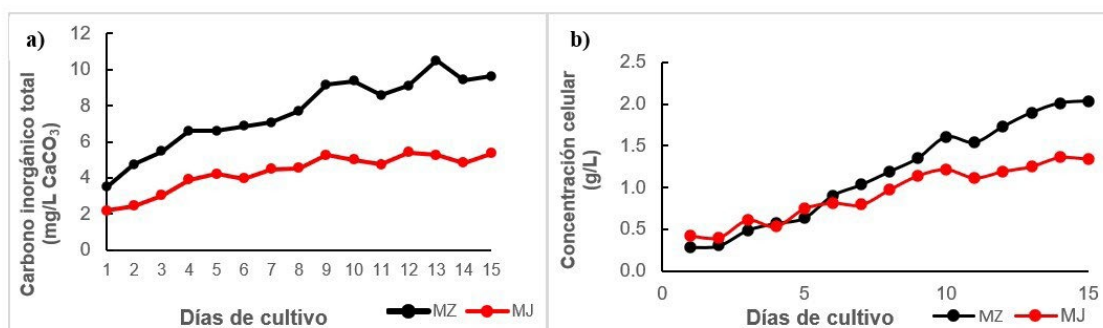 a)
Carbono inorgánico total
(mg/L CaCO₃)
12
10
8
6
4
2
0
1 2 3 4 5 6 7 8 9 10 11 12 13 14 15
Días de cultivo
MZ MJ
b)
Concentración celular
(g/L)
2.5
2.0
1.5
1.0
0.5
0.0
0 5 10 15
Días de cultivo
MZ MJ